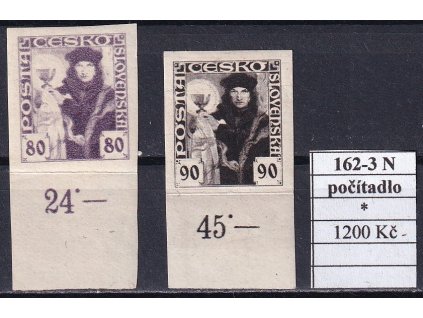 POSTA ČESKO SLOVENSKÁ
80 80
24·—
POSTA ČESKO SLOVENSKÁ
90 90
45·—
162-3 N
počítadlo
*
1200 Kč